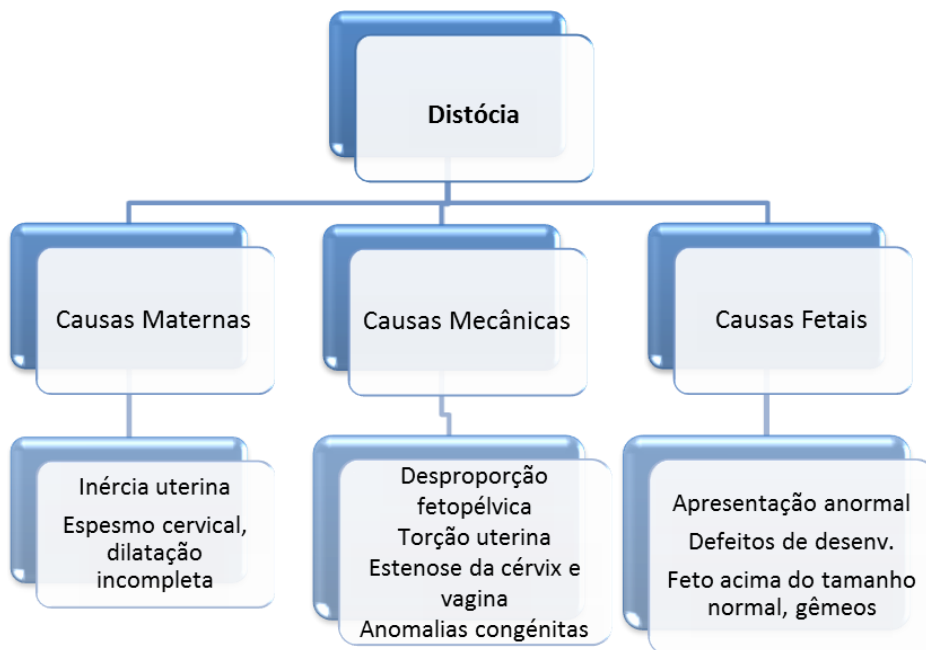 Distócia
Causas Maternas
Causas Mecânicas
Causas Fetais
Inércia uterina
Espesmo cervical,
dilatação
incompleta
Desproporção
fetopélvica
Torção uterina
Estenose da cérvix e
vagina
Anomalias congénitas
Apresentação anormal
Defeitos de desenv.
Feto acima do tamanho
normal, gêmeos